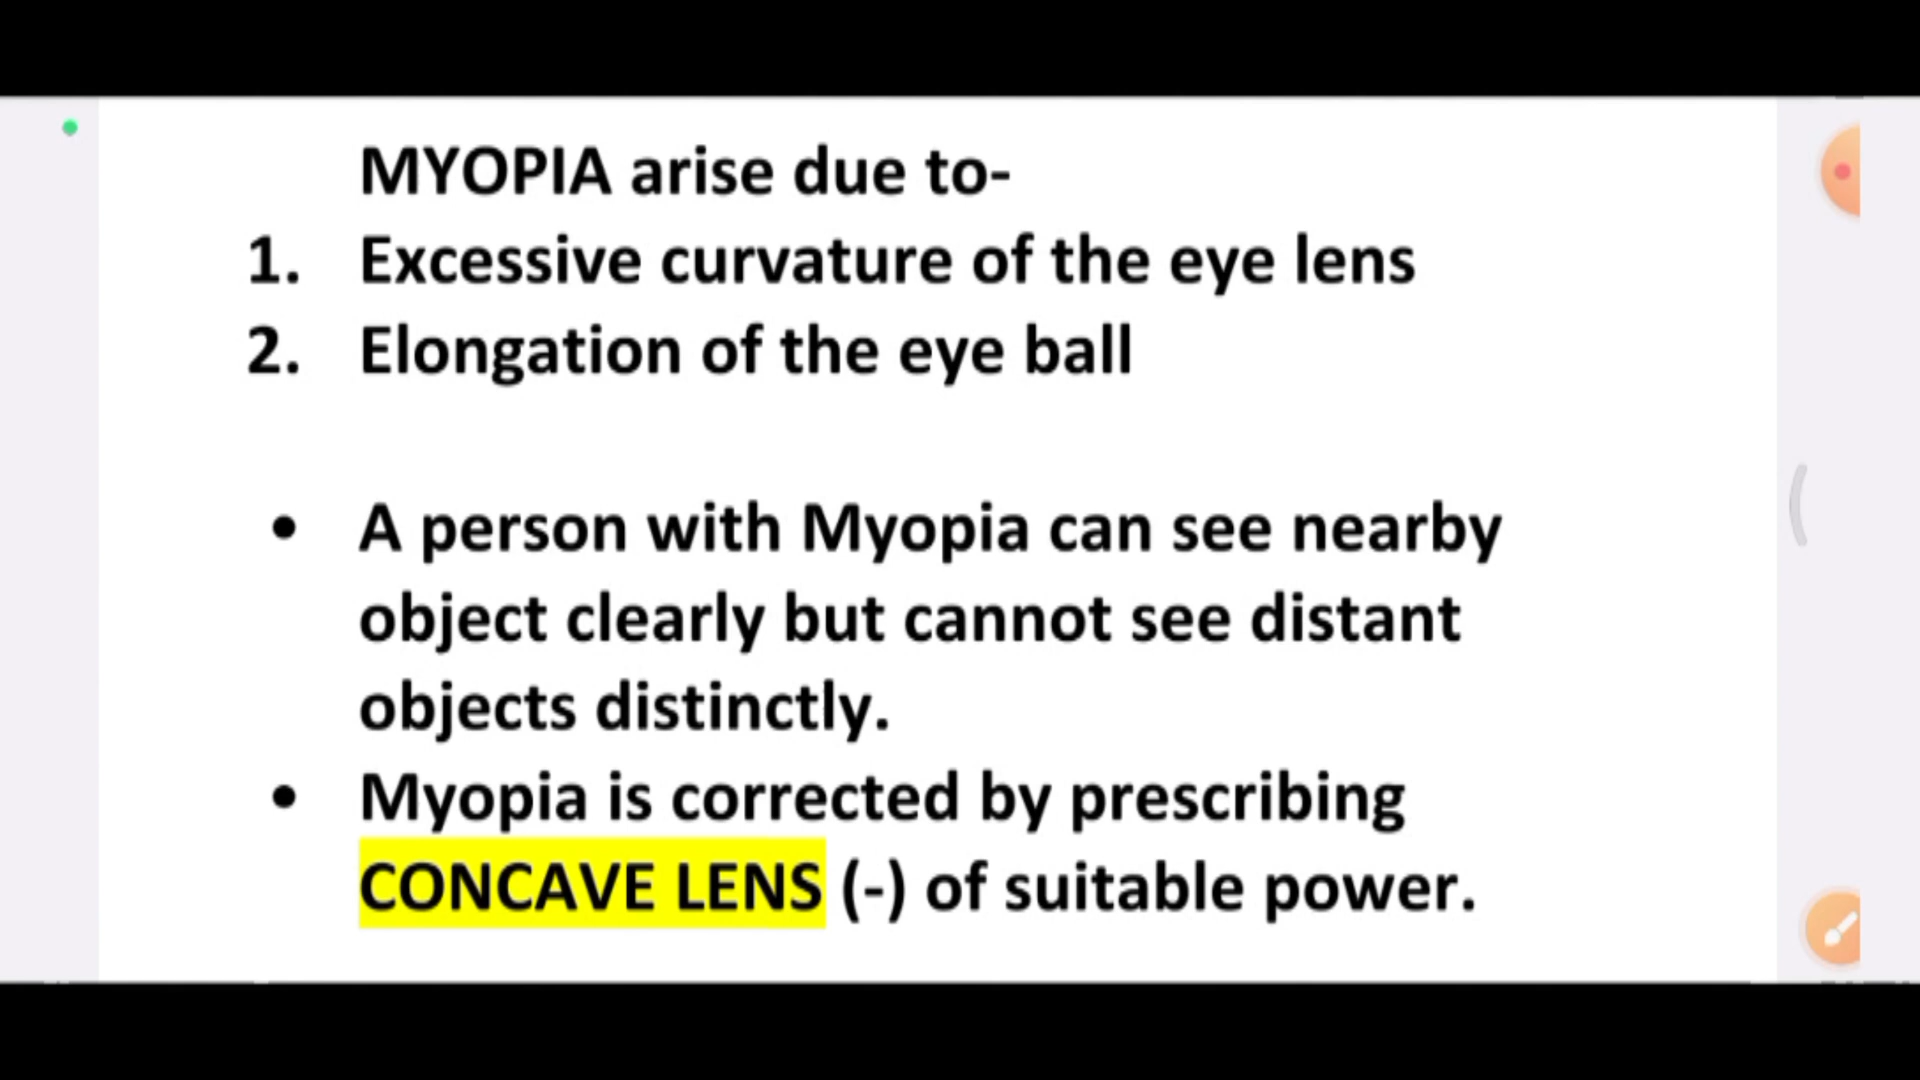 MYOPIA arise due to-
1. Excessive curvature of the eye lens
2. Elongation of the eye ball
• A person with Myopia can see nearby
object clearly but cannot see distant
objects distinctly.
• Myopia is corrected by prescribing
CONCAVE LENS (-) of suitable power.